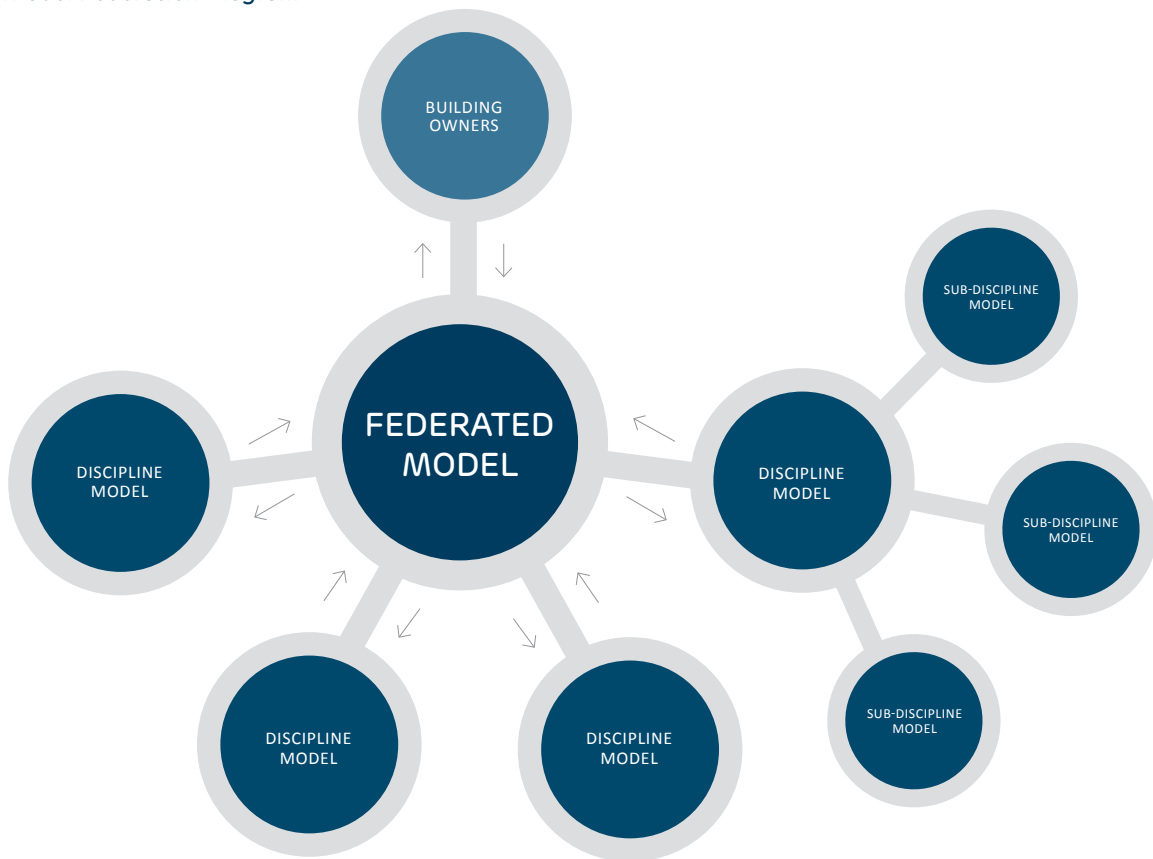 BUILDING
OWNERS
SUB-DISCIPLINE
MODEL
FEDERATED
MODEL
DISCIPLINE
MODEL
DISCIPLINE
MODEL
SUB-DISCIPLINE
MODEL
SUB-DISCIPLINE
MODEL
DISCIPLINE
MODEL
DISCIPLINE
MODEL